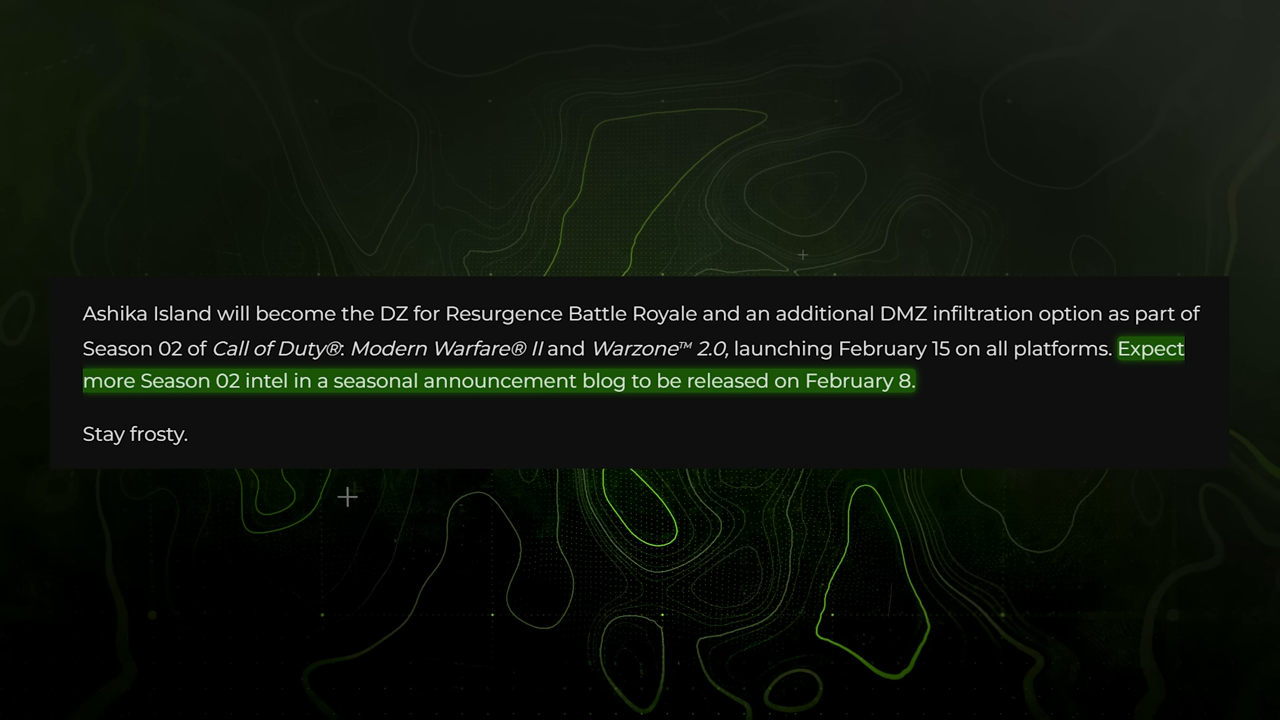 Ashika Island will become the DZ for Resurgence Battle Royale and an additional DMZ infiltration option as part of
Season 02 of Call of Duty®: Modern Warfare® II and Warzone™ 2.0, launching February 15 on all platforms. Expect
more Season 02 intel in a seasonal announcement blog to be released on February 8.
Stay frosty.